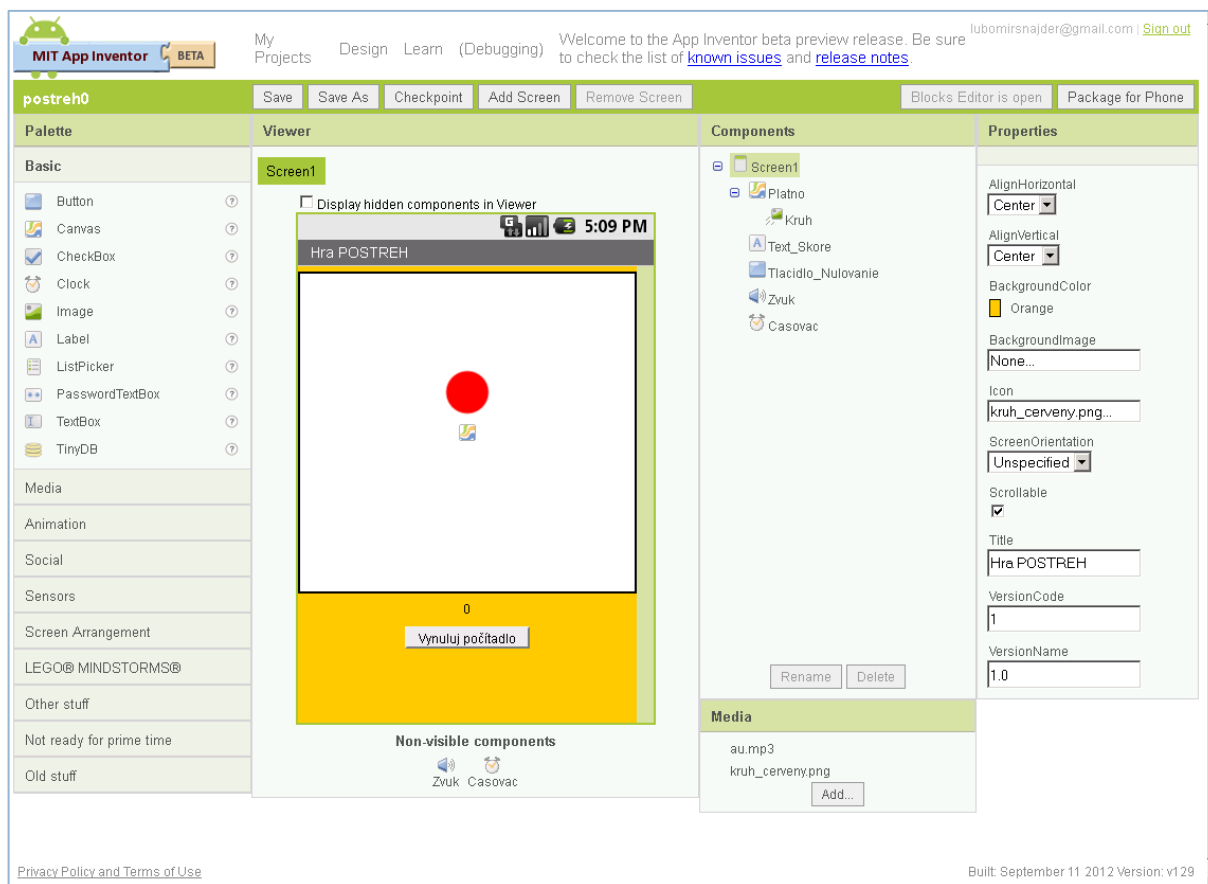 MIT App Inventor BETA
My Projects
Design Learn (Debugging)
Welcome to the App Inventor beta preview release. Be sure
to check the list of known issues and release notes.
lubomirsnajder@gmail.com | Sign out
postreh0
Save Save As Checkpoint Add Screen Remove Screen
Blocks Editor is open Package for Phone
Palette
Basic
Button ?
Canvas ?
CheckBox ?
Clock ?
Image ?
Label ?
ListPicker ?
PasswordTextBox ?
TextBox ?
TinyDB ?
Media
Animation
Social
Sensors
Screen Arrangement
LEGO® MINDSTORMS®
Other stuff
Not ready for prime time
Old stuff
Viewer
Screen1
Display hidden components in Viewer
5:09 PM
Hra POSTREH
0
Vynuluj počítadlo
Non-visible components
Zvuk Casovac
Components
Screen1
Platno
Kruh
A Text_Skore
Tlacidlo_Nulovanie
Zvuk
Casovac
Rename Delete
Media
au.mp3
kruh_cerveny.png
Add...
Properties
AlignHorizontal
Center
AlignVertical
Center
BackgroundColor
Orange
BackgroundImage
None...
Icon
kruh_cerveny.png...
ScreenOrientation
Unspecified
Scrollable
Title
Hra POSTREH
VersionCode
1
VersionName
1.0
Privacy Policy and Terms of Use
Built: September 11 2012 Version: v129